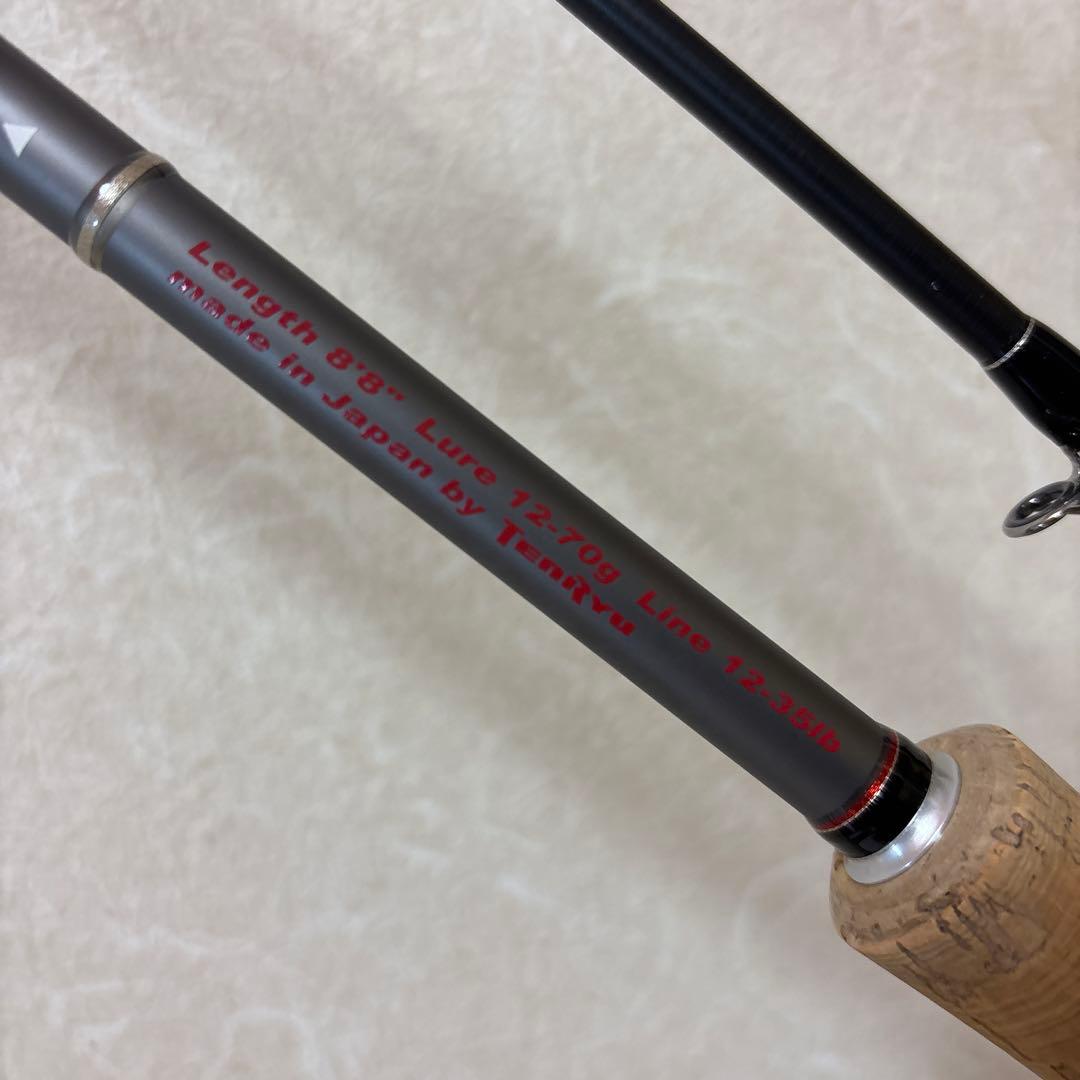 Length 8'8" Lure 12-70g Line 12-35lb
made in Japan by TenRyu